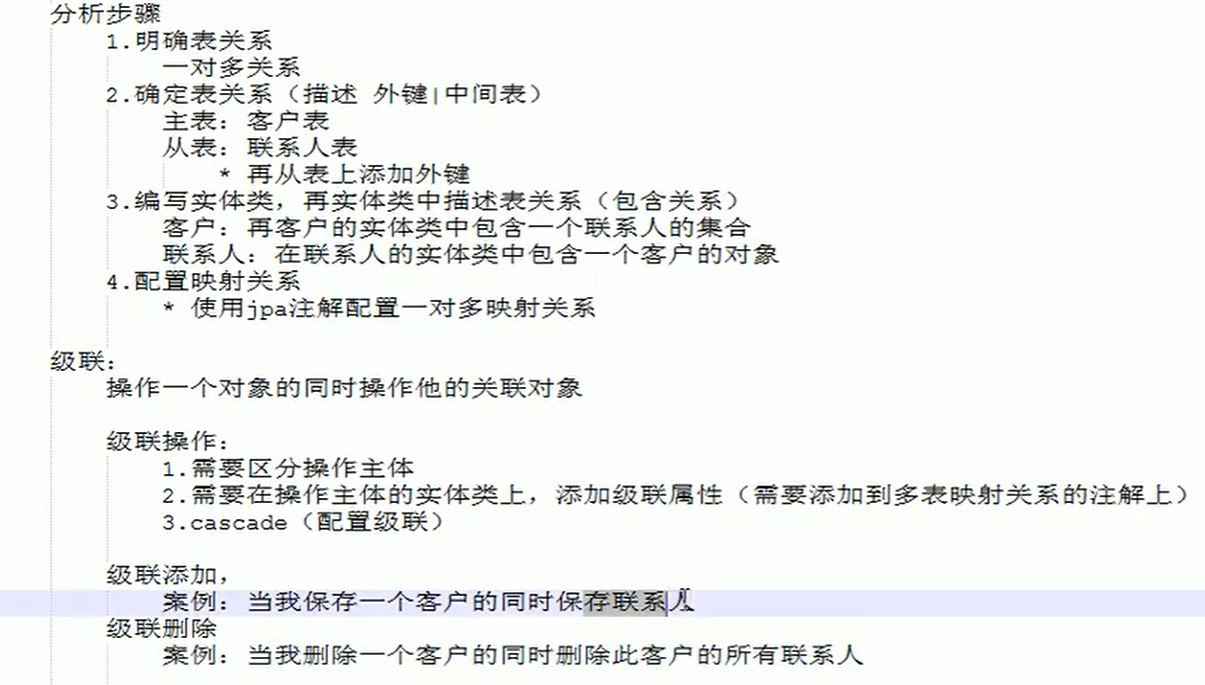 分析步骤
1.明确表关系
一对多关系
2.确定表关系（描述 外键|中间表）
主表：客户表
从表：联系人表
* 再从表上添加外键
3.编写实体类，再实体类中描述表关系（包含关系）
客户：再客户的实体类中包含一个联系人的集合
联系人：在联系人的实体类中包含一个客户的对象
4.配置映射关系
* 使用jpa注解配置一对多映射关系
级联：
操作一个对象的同时操作他的关联对象
级联操作：
1.需要区分操作主体
2.需要在操作主体的实体类上，添加级联属性（需要添加到多表映射关系的注解上）
3.cascade（配置级联）
级联添加，
案例：当我保存一个客户的同时保存联系人
级联删除
案例：当我删除一个客户的同时删除此客户的所有联系人